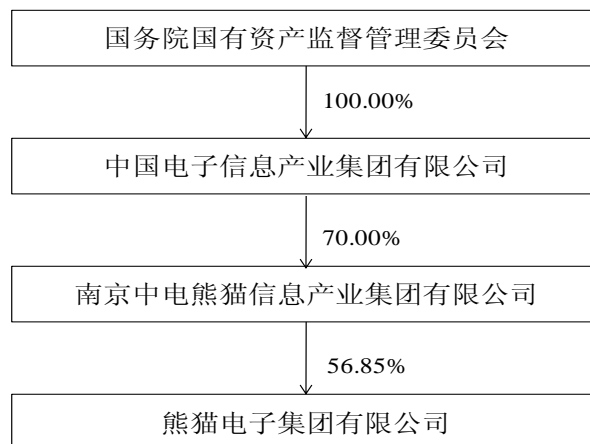 国务院国有资产监督管理委员会
100.00%
中国电子信息产业集团有限公司
70.00%
南京中电熊猫信息产业集团有限公司
56.85%
熊猫电子集团有限公司